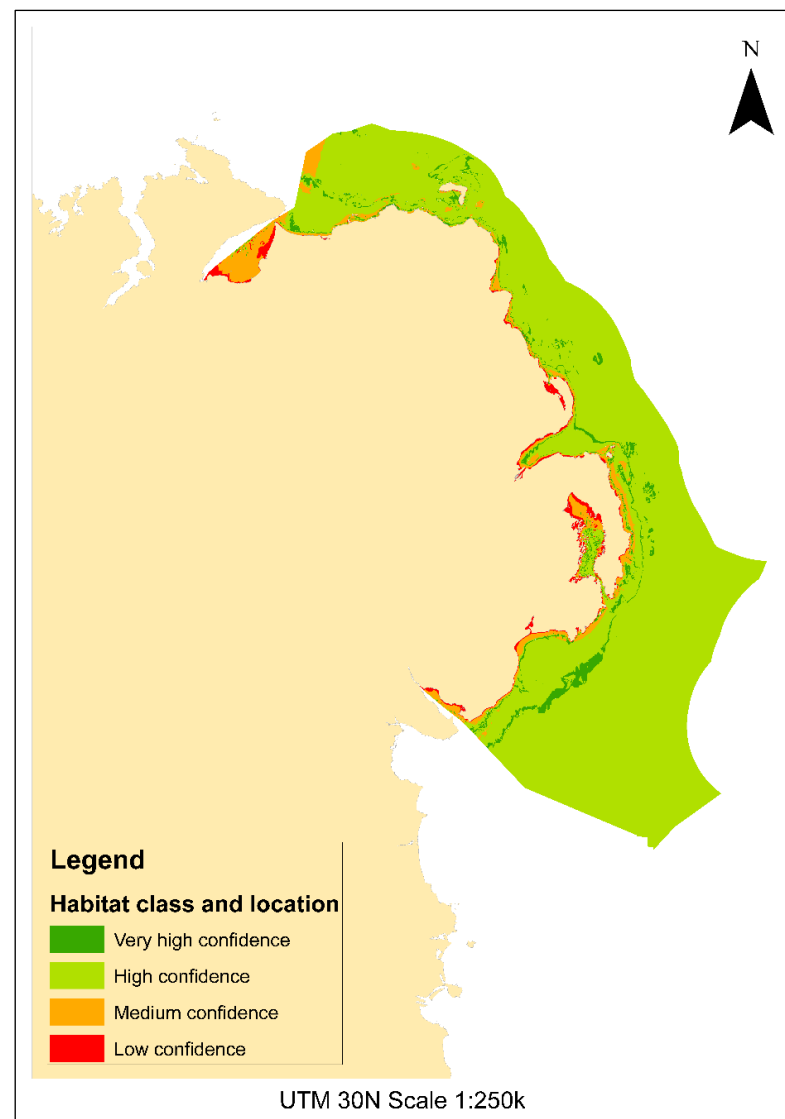 N
Legend
Habitat class and location
Very high confidence
High confidence
Medium confidence
Low confidence
UTM 30N Scale 1:250k